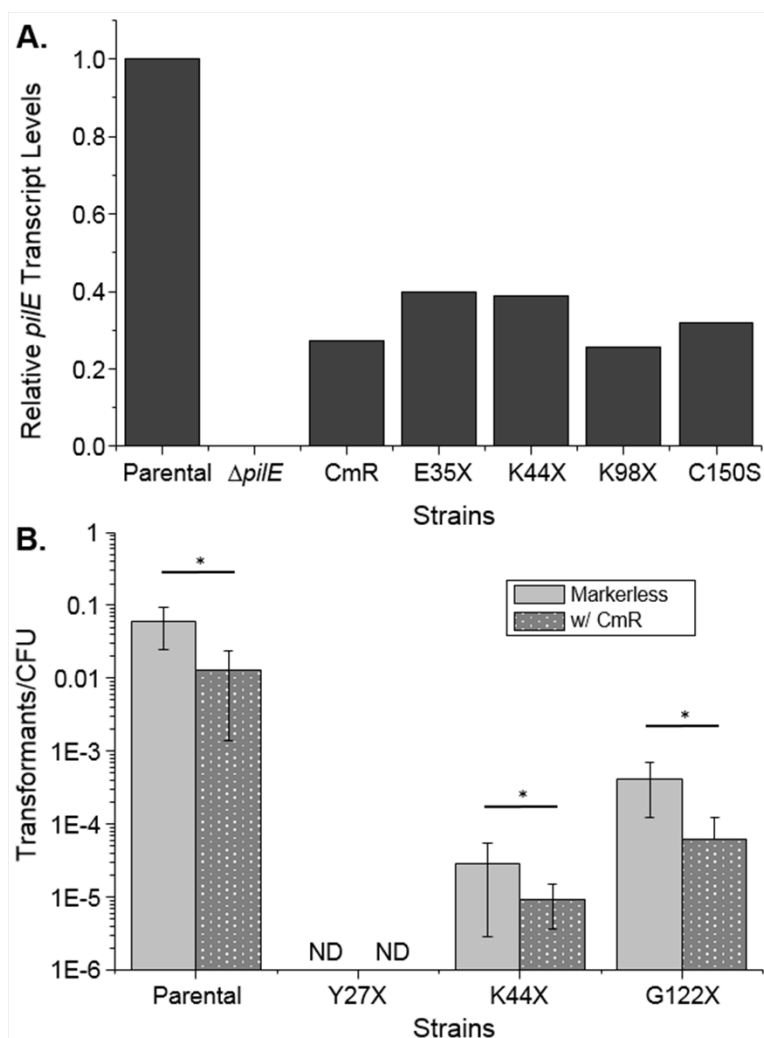 A.
Relative pilE Transcript Levels
1.0
0.8
0.6
0.4
0.2
0.0
Parental ΔpilE CmR E35X K44X K98X C150S
Strains
B.
Transformants/CFU
1
0.1
0.01
1E-3
1E-4
1E-5
1E-6
*
Markerless
w/ CmR
*
*
ND ND
Parental Y27X K44X G122X
Strains